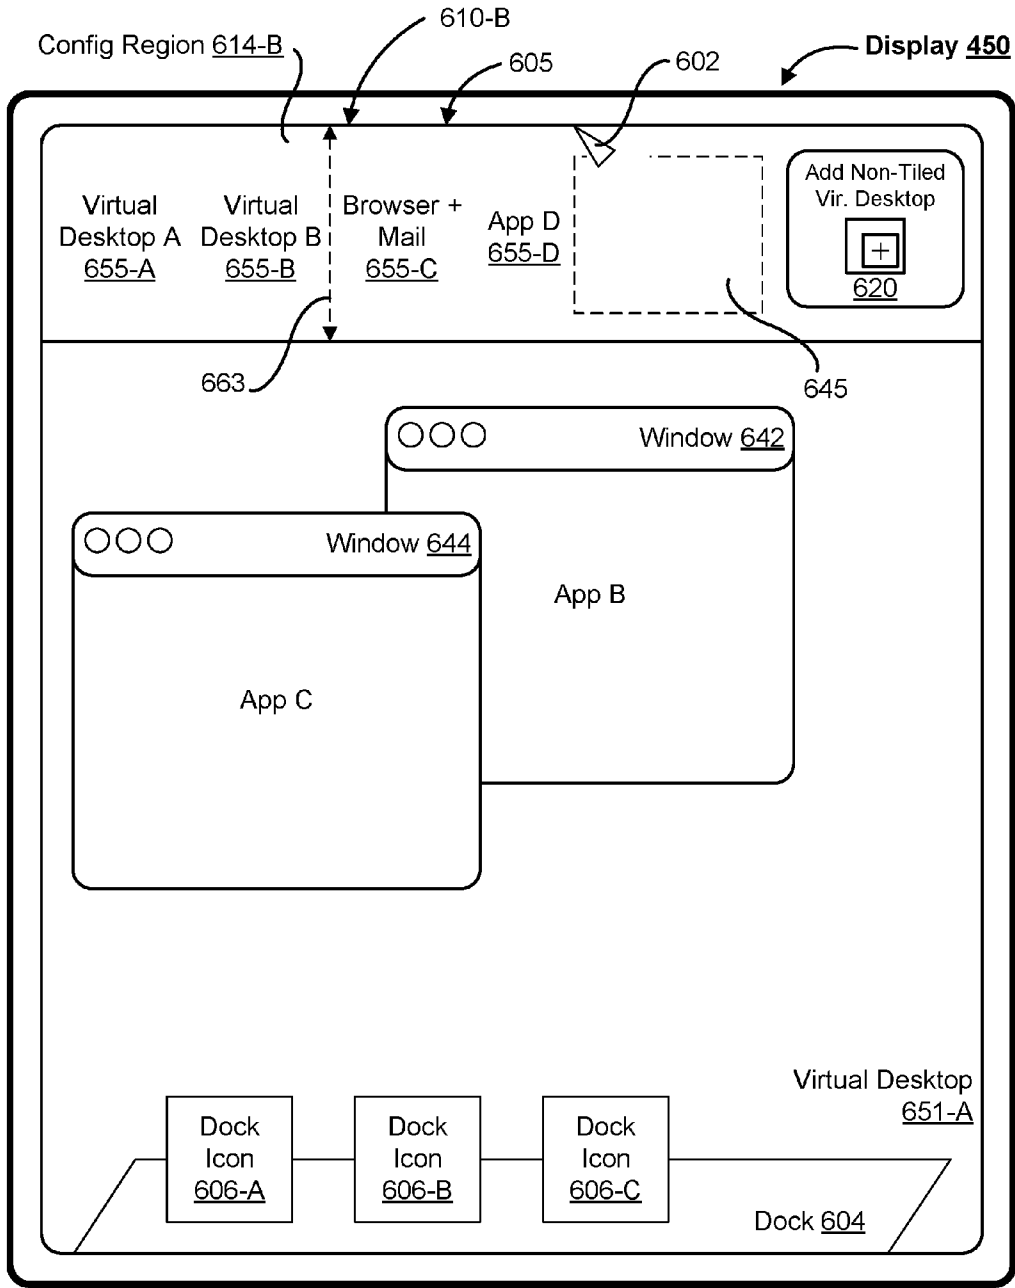 610-B
Config Region 614-B
Display 450
605
602
Add Non-Tiled
Vir. Desktop
620
Virtual
Desktop A
655-A
Virtual
Desktop B
655-B
Browser +
Mail
655-C
App D
655-D
663
645
Window 642
Window 644
App B
App C
Virtual Desktop
651-A
Dock
Icon
606-A
Dock
Icon
606-B
Dock
Icon
606-C
Dock 604